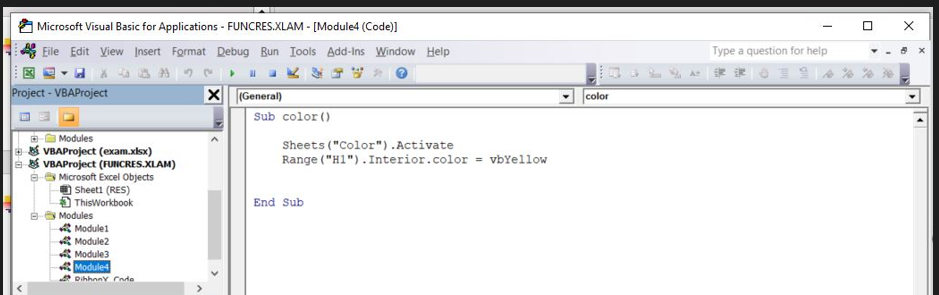 Microsoft Visual Basic for Applications - FUNCRES.XLAM - [Module4 (Code)]
File Edit View Insert Format Debug Run Tools Add-Ins Window Help
Type a question for help
Project - VBAProject
(General)
color
Modules
VBAProject (exam.xlsx)
VBAProject (FUNCRES.XLAM)
Microsoft Excel Objects
Sheet1 (RES)
ThisWorkbook
Modules
Module1
Module2
Module3
Module4
RibbonX_Code
Sub color()
Sheets("Color").Activate
Range("H1").Interior.color = vbYellow
End Sub